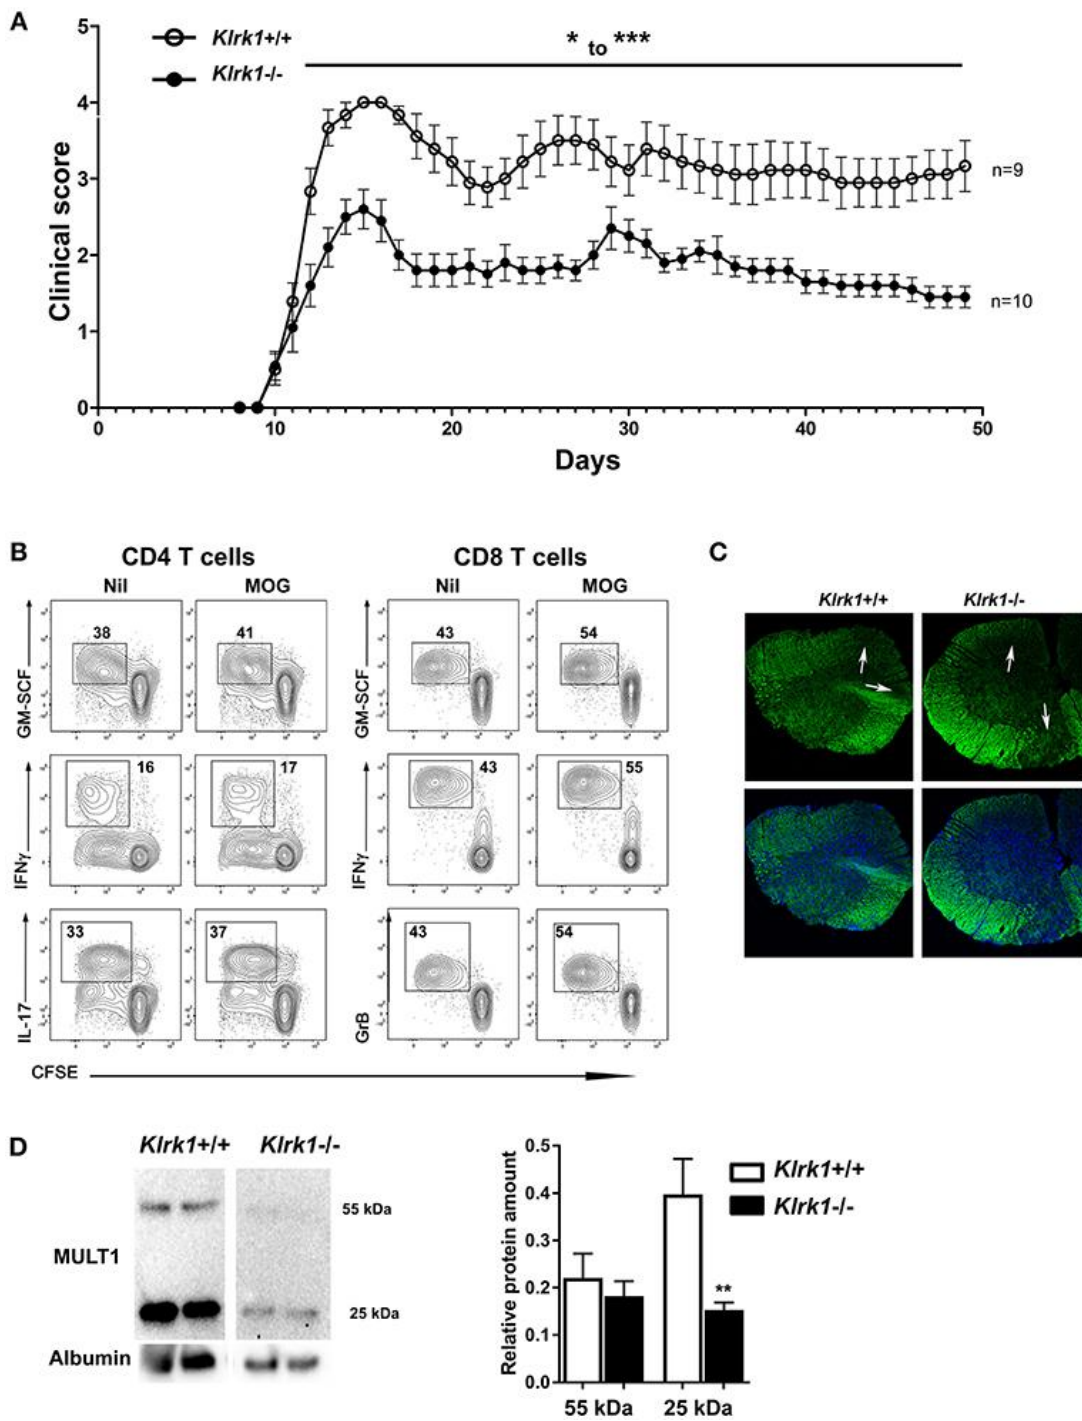 A
Klrk1+/+
Klrk1-/-
* to ***
Clinical score
5
4
3
2
1
0
n=9
n=10
0 10 20 30 40 50
Days
B
CD4 T cells CD8 T cells
Nil MOG Nil MOG
GM-SCF 38 41 GM-SCF 43 54
IFNγ 16 17 IFNγ 43 55
IL-17 33 37 GrB 43 54
CFSE
C
Klrk1+/+ Klrk1-/-
D
Klrk1+/+ Klrk1-/-
MULT1
55 kDa
25 kDa
Albumin
Relative protein amount
0.5
0.4
0.3
0.2
0.1
0.0
Klrk1+/+
Klrk1-/-
**
55 kDa 25 kDa